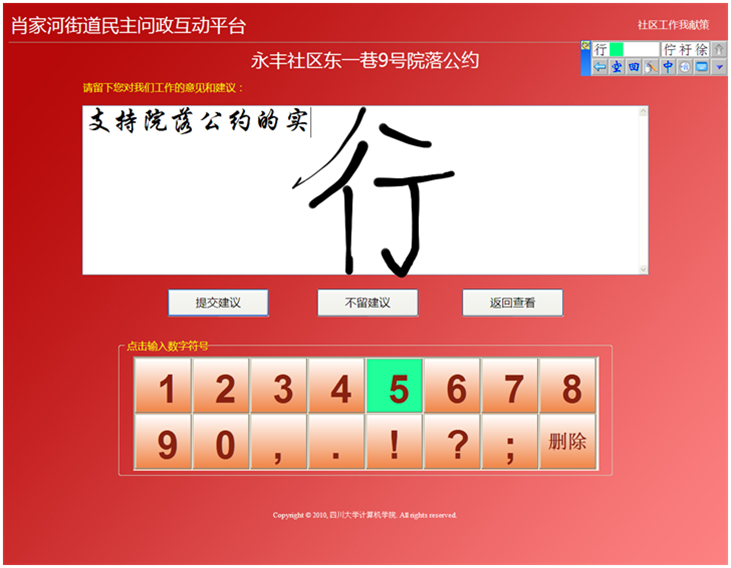 肖家河街道民主问政互动平台
社区工作我献策
行 佇 衧 徐
空 回 中
永丰社区东一巷9号院落公约
请留下您对我们工作的意见和建议：
支持院落公约的实
行
提交建议 不留建议 返回查看
点击输入数字符号
1 2 3 4 5 6 7 8
9 0 , . ! ? ; 删除
Copyright © 2010, 四川大学计算机学院. All rights reserved.